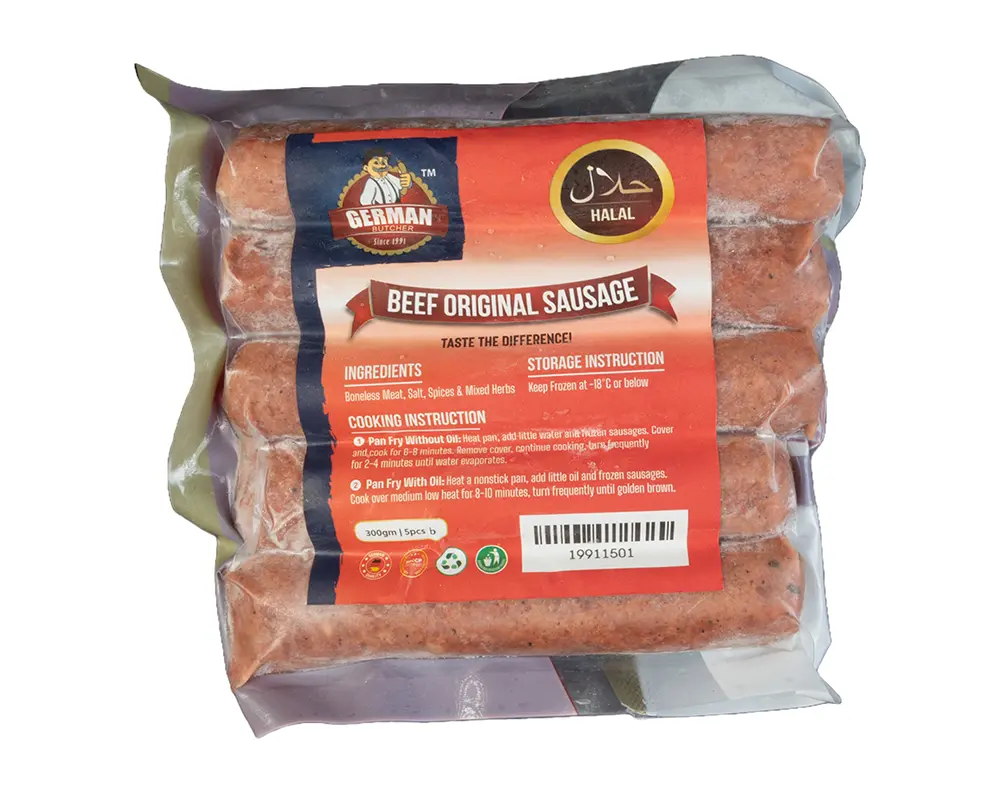 TM
GERMAN
BUTCHER
Since 1991
حلال
HALAL
BEEF ORIGINAL SAUSAGE
TASTE THE DIFFERENCE!
INGREDIENTS
Boneless Meat, Salt, Spices & Mixed Herbs
STORAGE INSTRUCTION
Keep Frozen at -18°C or below
COOKING INSTRUCTION
1 Pan Fry Without Oil: Heat pan, add little water and frozen sausages. Cover
and cook for 6-8 minutes. Remove cover, continue cooking, turn frequently
for 2-4 minutes until water evaporates.
2 Pan Fry With Oil: Heat a nonstick pan, add little oil and frozen sausages.
Cook over medium low heat for 8-10 minutes, turn frequently until golden brown.
300gm | 5pcs b
19911501